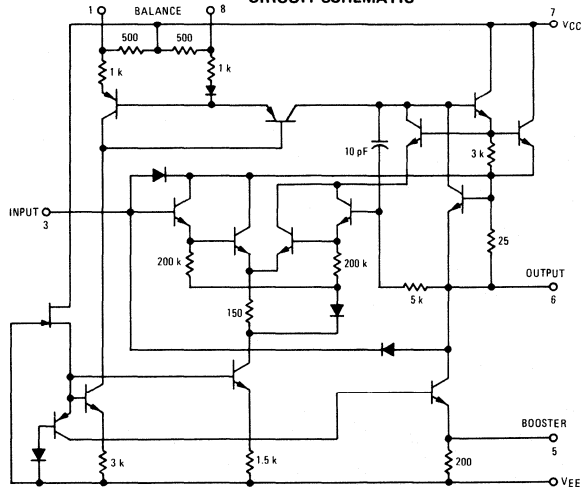 CIRCUIT SCHEMATIC
1 BALANCE 8
7
VCC
500 500
1 k 1 k
10 pF
3 k
INPUT
3
25
200 k 200 k
OUTPUT
6
5 k
150
BOOSTER
5
3 k 1.5 k 200
VEE